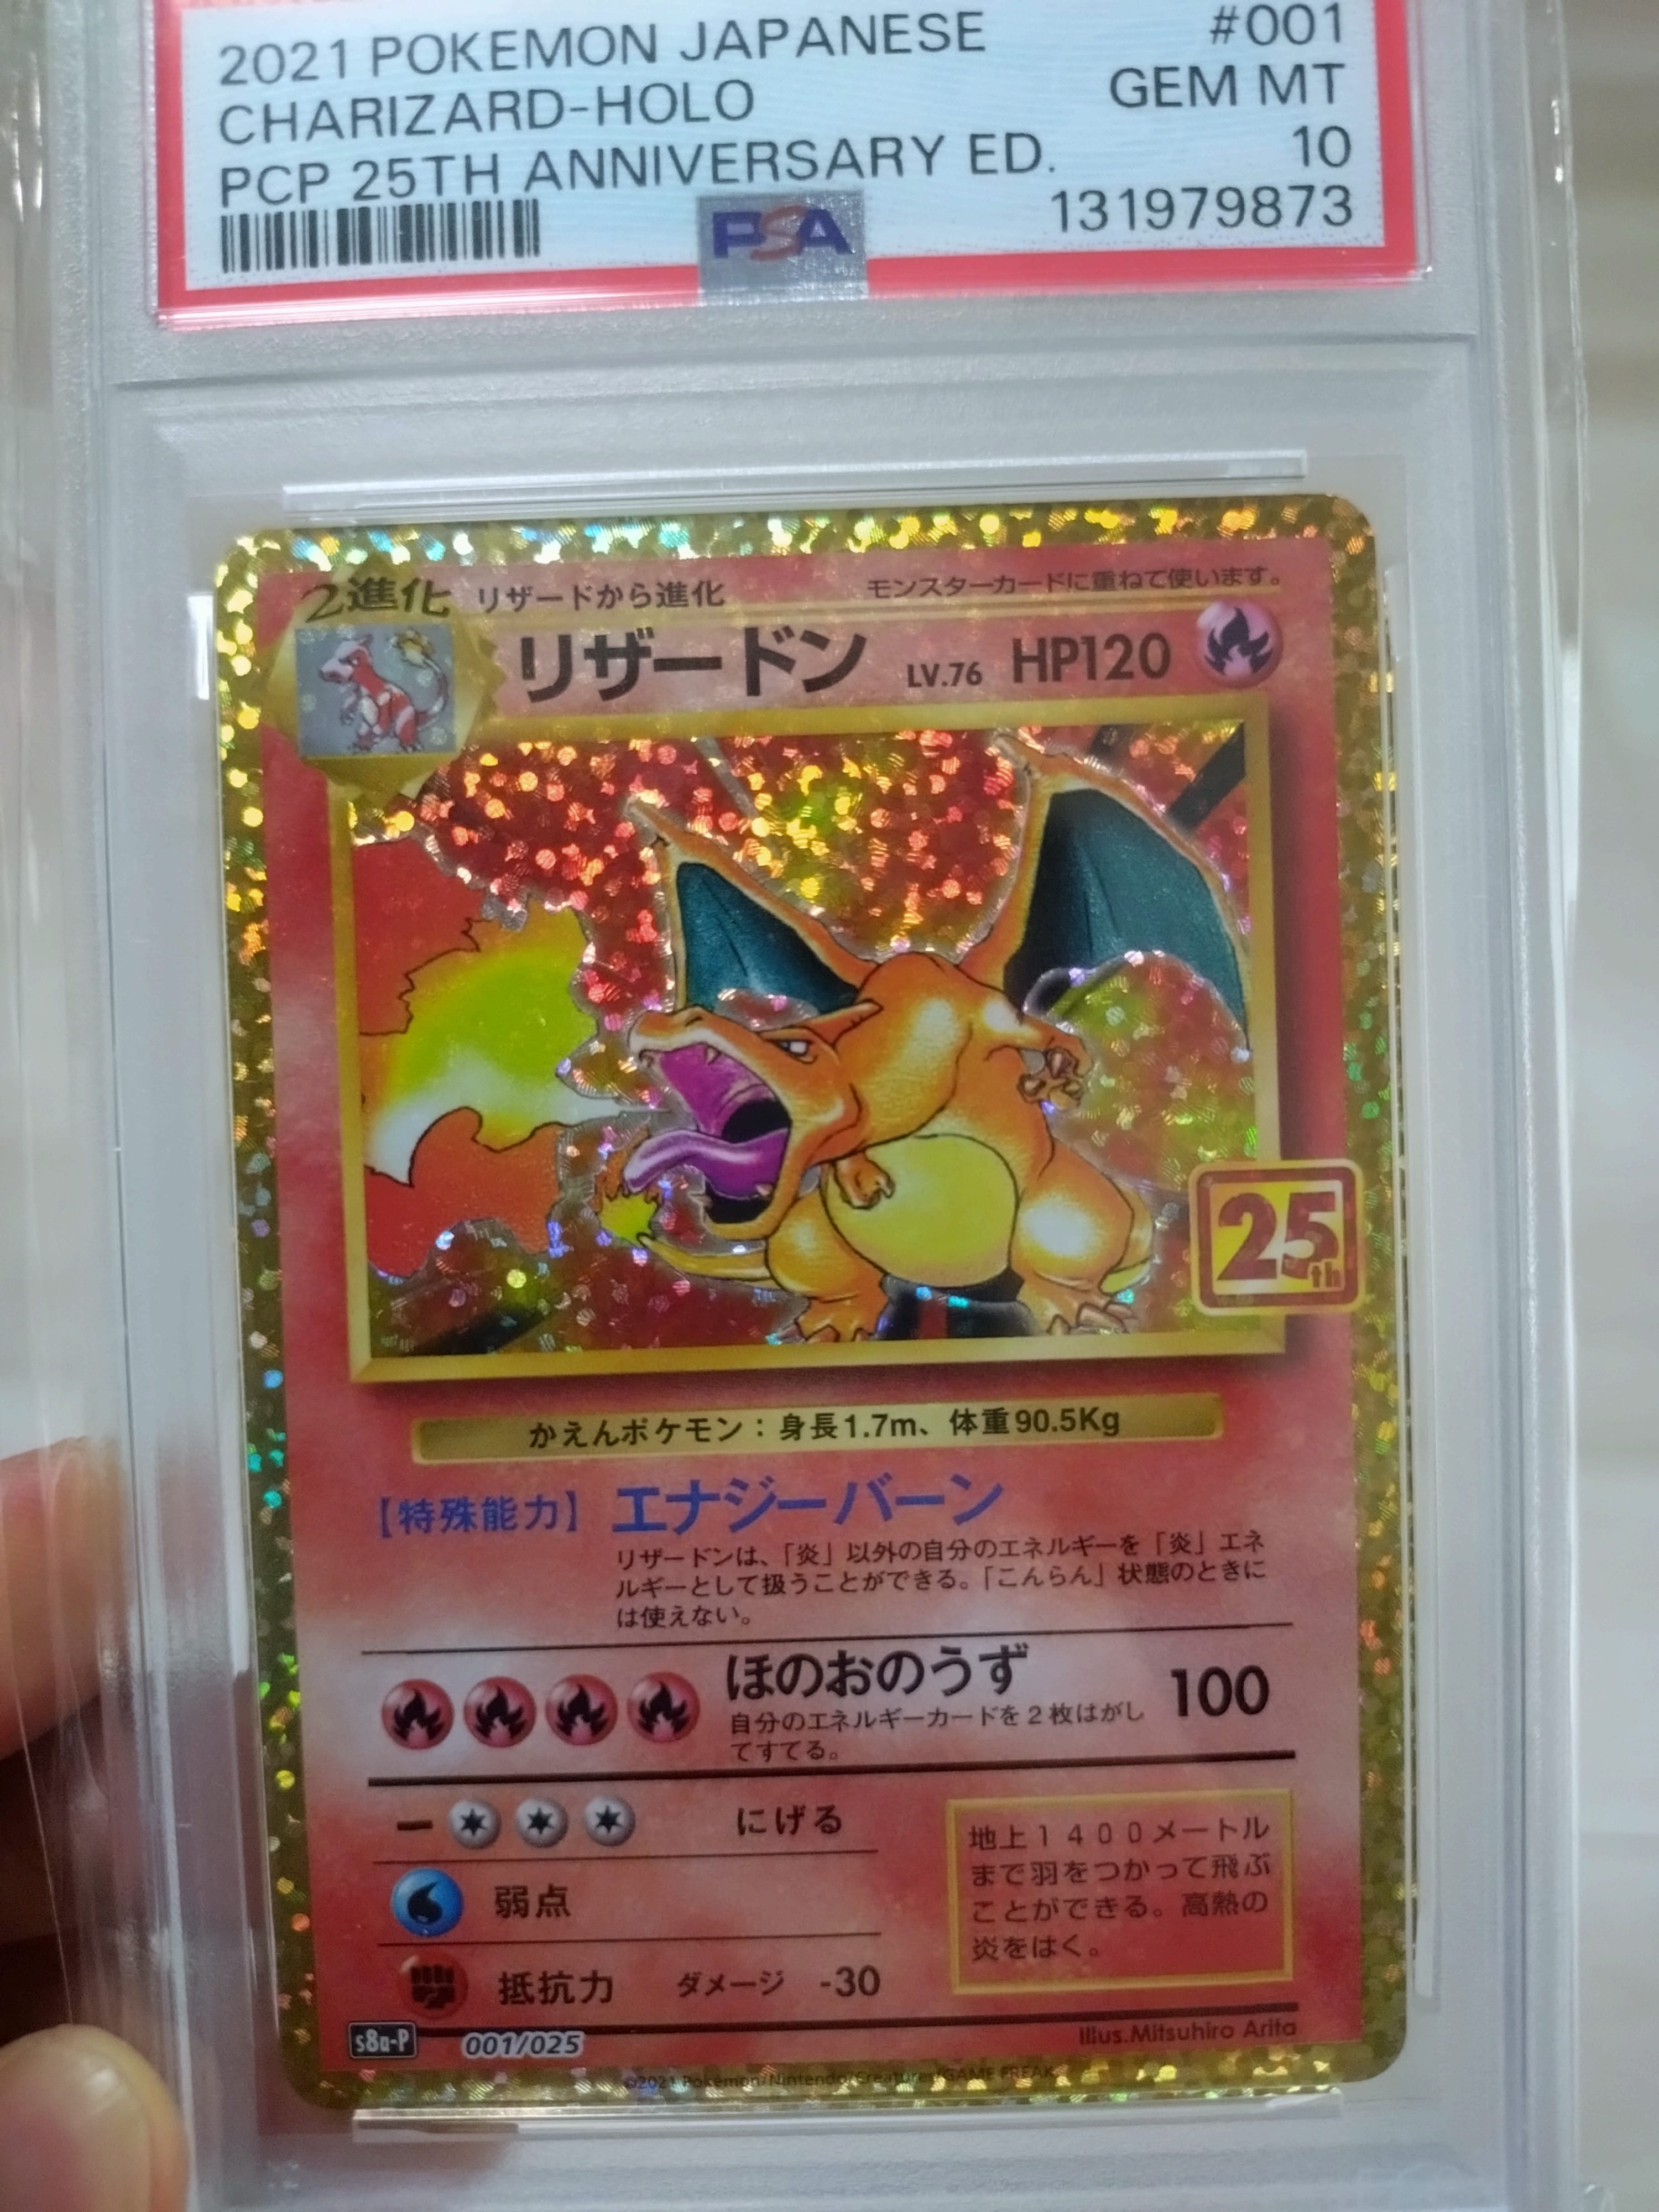 2021 POKEMON JAPANESE #001
CHARIZARD-HOLO GEM MT
PCP 25TH ANNIVERSARY ED. 10
PSA 131979873
2進化 リザードから進化 モンスターカードに重ねて使います。
リザードン LV.76 HP120
25th
かえんポケモン：身長1.7m、体重90.5Kg
【特殊能力】 エナジーバーン
リザードンは、「炎」以外の自分のエネルギーを「炎」エネ
ルギーとして扱うことができる。「こんらん」状態のときに
は使えない。
ほのおのうず 100
自分のエネルギーカードを2枚はがし
てすてる。
にげる
弱点
抵抗力 ダメージ -30
地上1400メートル
まで羽をつかって飛ぶ
ことができる。高熱の
炎をはく。
s8a-P 001/025 Illus.Mitsuhiro Arita
©2021 Pokémon/Nintendo/Creatures/GAME FREAK